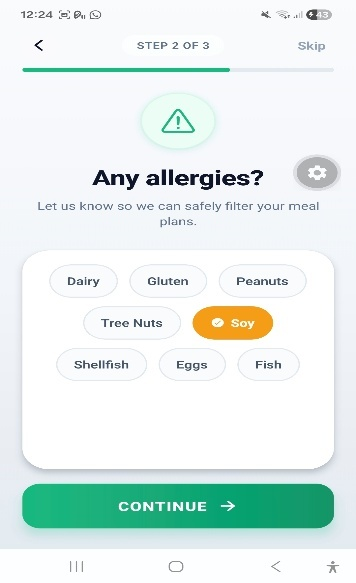 12:24 43
STEP 2 OF 3 Skip
Any allergies?
Let us know so we can safely filter your meal
plans.
Dairy Gluten Peanuts
Tree Nuts Soy
Shellfish Eggs Fish
CONTINUE